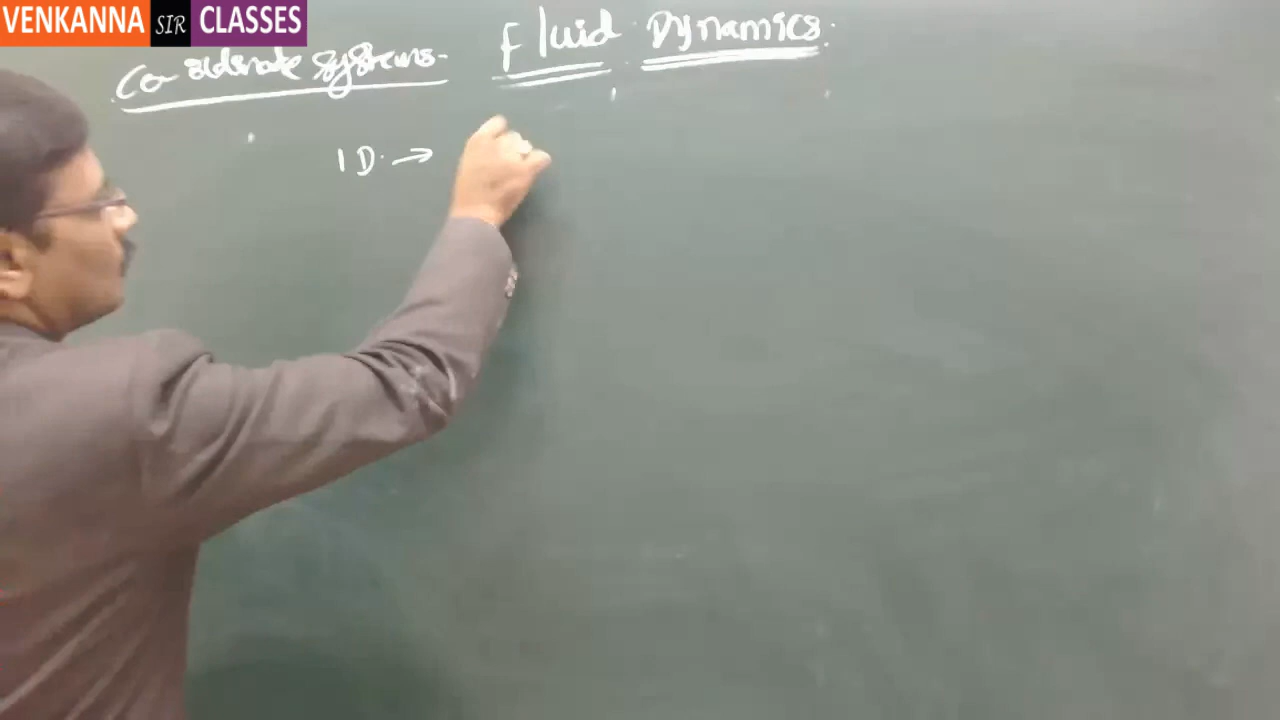 VENKANNA SIR CLASSES
Fluid Dynamics.
Co-ordinate systems-
1D. →